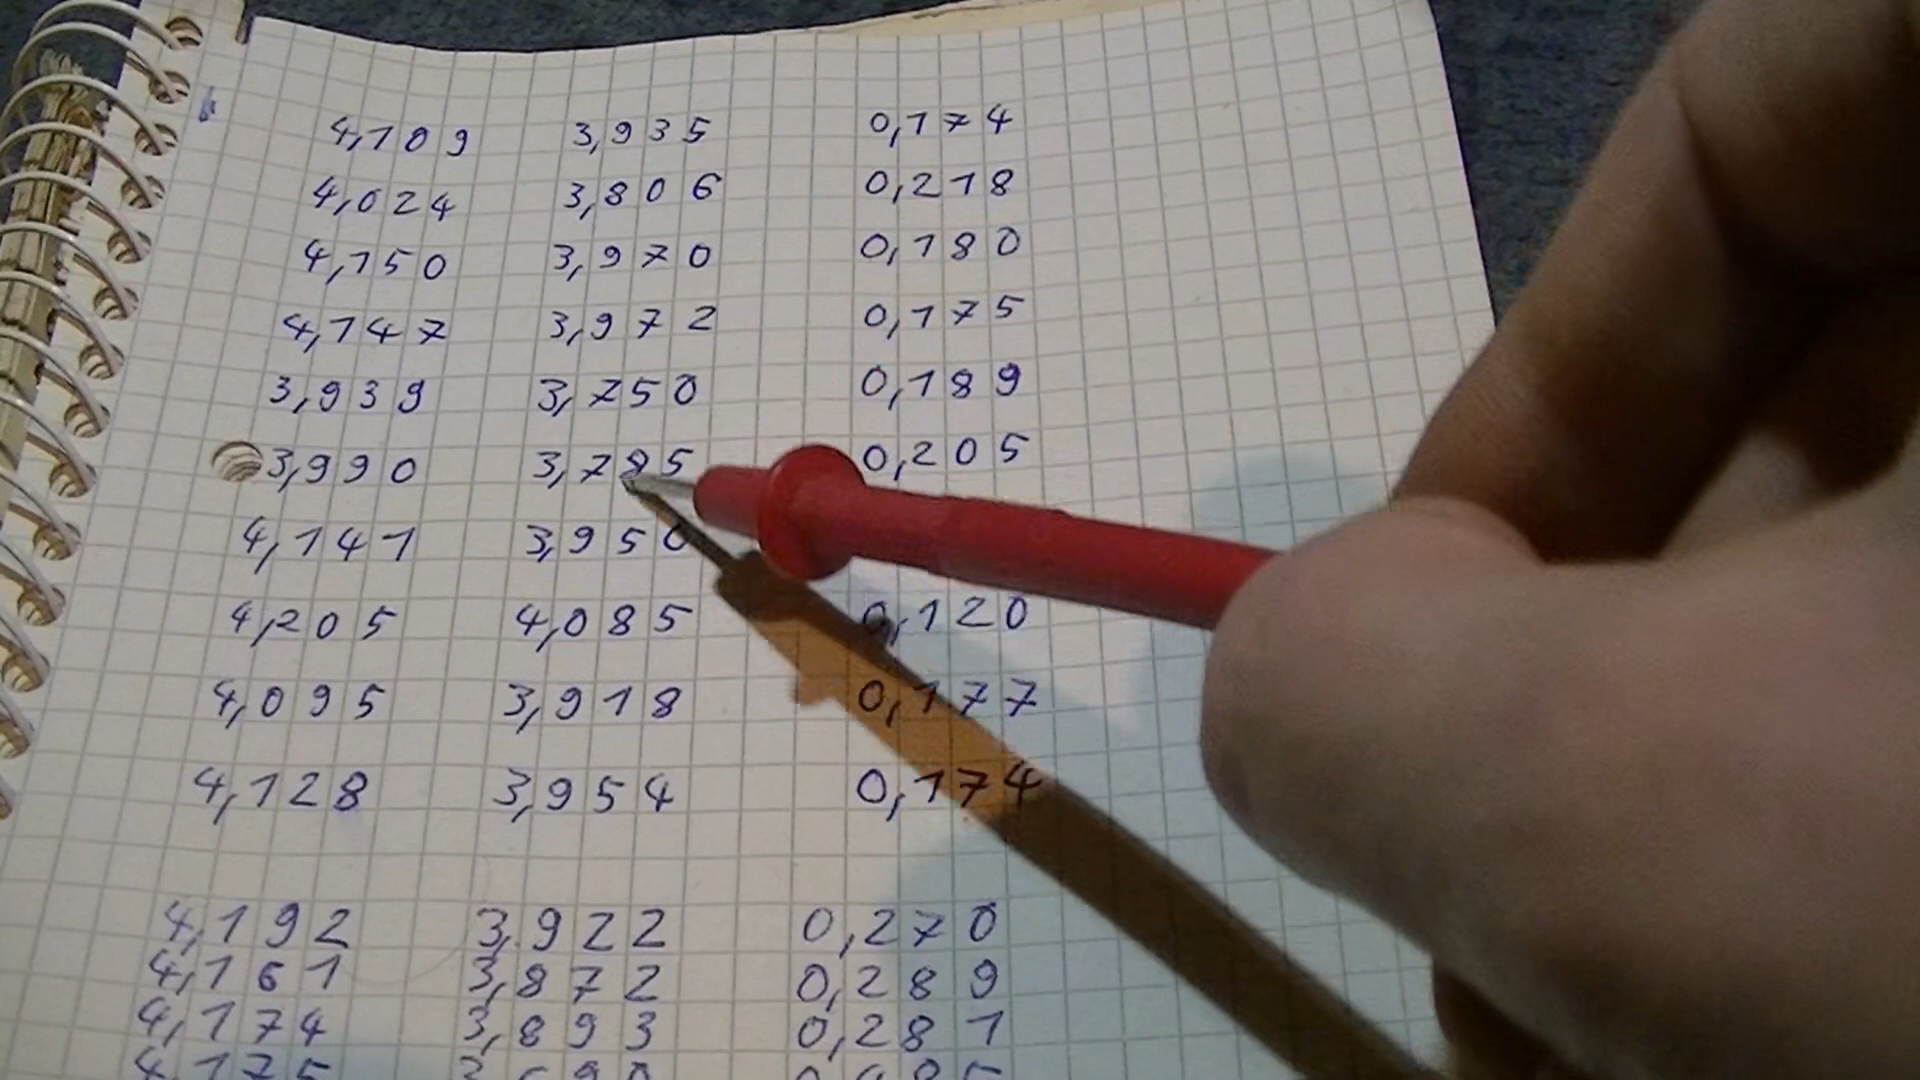 4,109 3,935 0,174
4,024 3,806 0,218
4,150 3,970 0,180
4,147 3,972 0,175
3,939 3,750 0,189
3,990 3,785 0,205
4,141 3,950
4,205 4,085 0,120
4,095 3,918 0,177
4,128 3,954 0,174
4,192 3,922 0,270
4,161 3,872 0,289
4,174 3,893 0,281
4,175